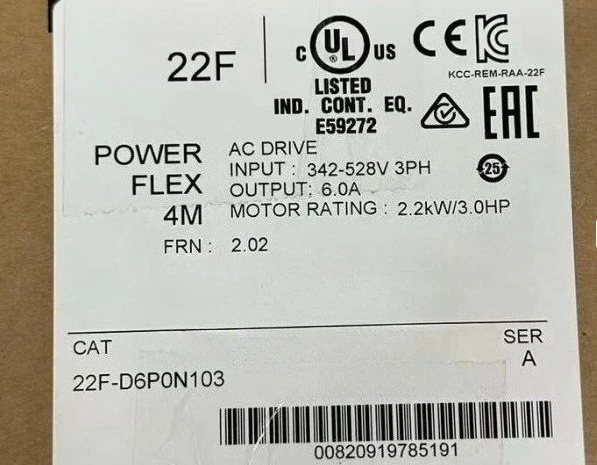 22F
c UL us
®
LISTED
IND. CONT. EQ.
E59272
CE
KC
KCC-REM-RAA-22F
EAC
POWER
FLEX
4M
AC DRIVE
INPUT : 342-528V 3PH
OUTPUT: 6.0A
MOTOR RATING : 2.2kW/3.0HP
25
FRN : 2.02
CAT
SER
A
22F-D6P0N103
00820919785191